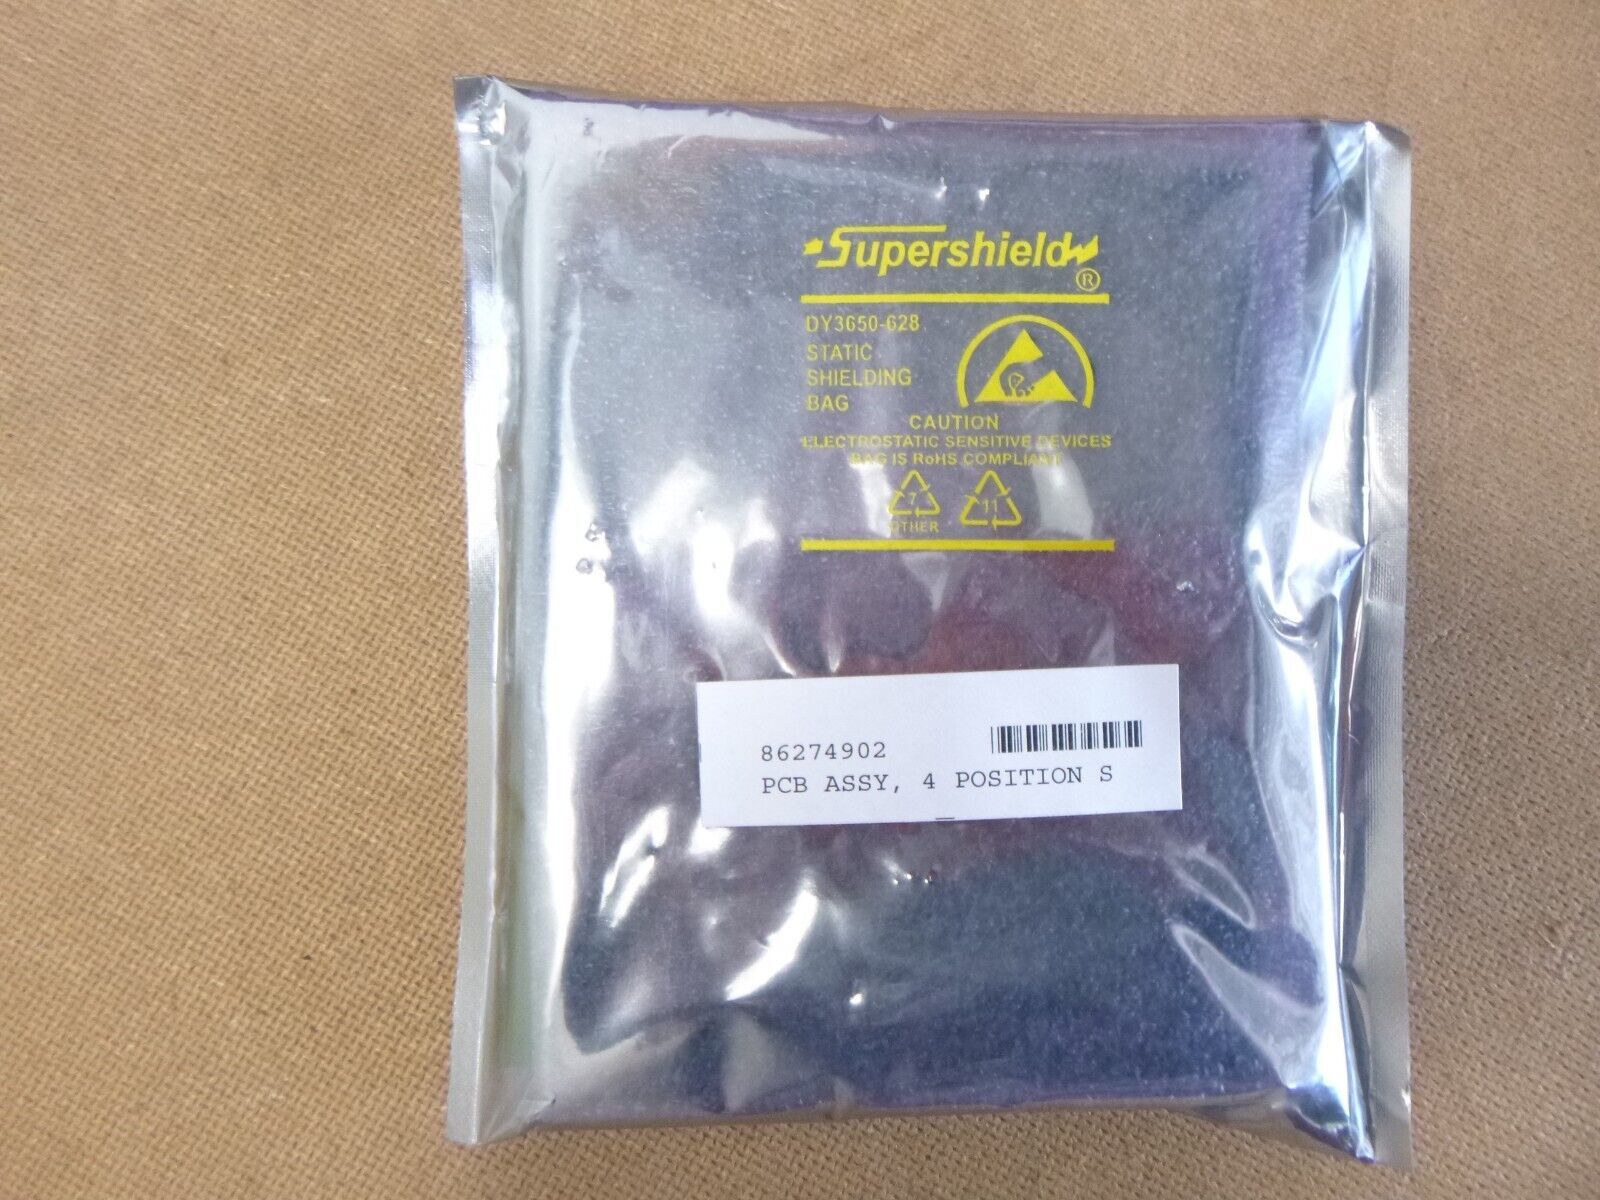 Supershield
®
DY3650-628
STATIC
SHIELDING
BAG
CAUTION
ELECTROSTATIC SENSITIVE DEVICES
BAG IS RoHS COMPLIANT
7
11
OTHER
86274902
PCB ASSY, 4 POSITION S